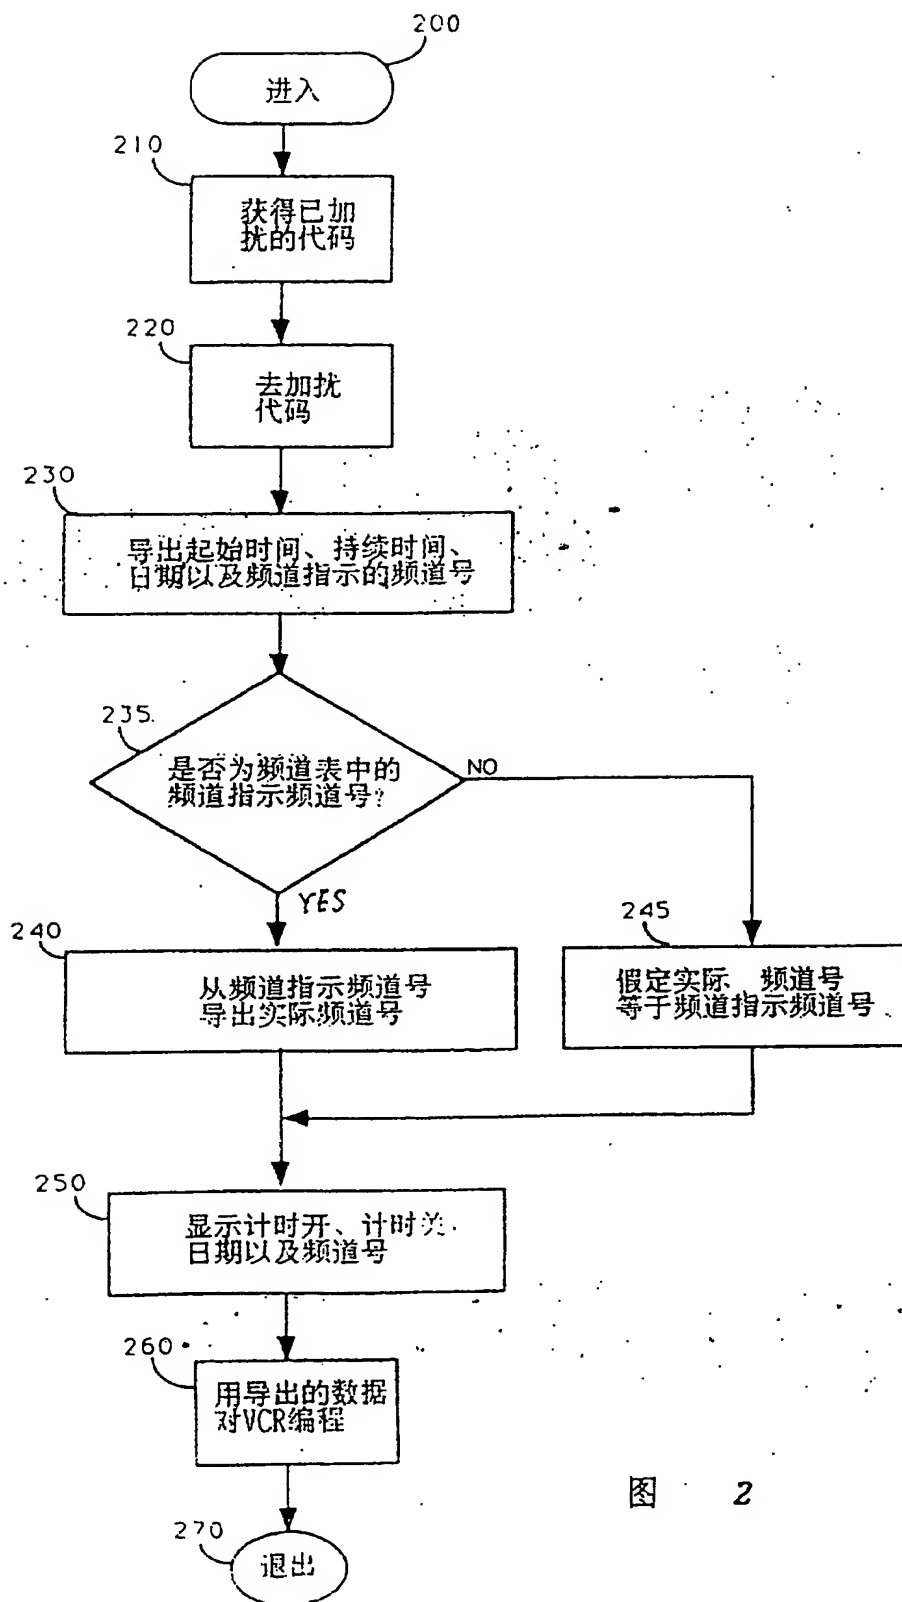 200
进入
210
获得已加
扰的代码
220
去加扰
代码
230
导出起始时间、持续时间、
日期以及频道指示的频道号
235
是否为频道表中的
频道指示频道号?
NO
YES
240
从频道指示频道号
导出实际频道号
245
假定实际 频道号
等于频道指示频道号
250
显示计时开、计时关
日期以及频道号
260
用导出的数据
对VCR编程
270
退出
图 2